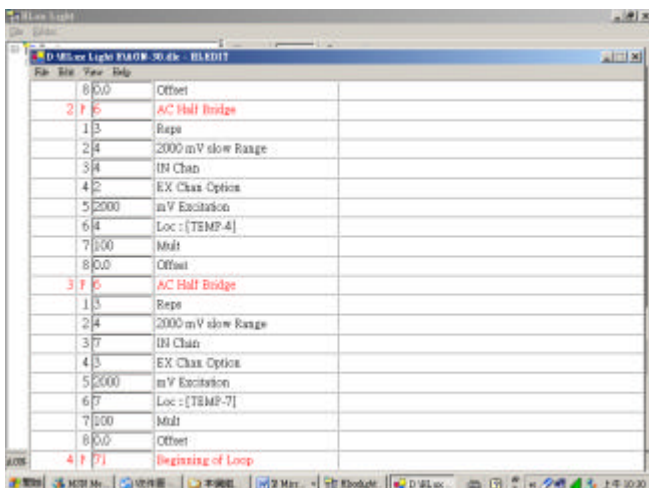 File Edit View Help
8 0.0 Offset
2 P 6 AC Half Bridge
1 3 Reps
2 4 2000 mV slow Range
3 4 IN Chan
4 2 EX Chan Option
5 2000 mV Excitation
6 4 Loc : [TEMP-4]
7 100 Mult
8 0.0 Offset
3 P 6 AC Half Bridge
1 3 Reps
2 4 2000 mV slow Range
3 7 IN Chan
4 3 EX Chan Option
5 2000 mV Excitation
6 7 Loc : [TEMP-7]
7 100 Mult
8 0.0 Offset
4 P 71 Beginning of Loop
上午 10:30